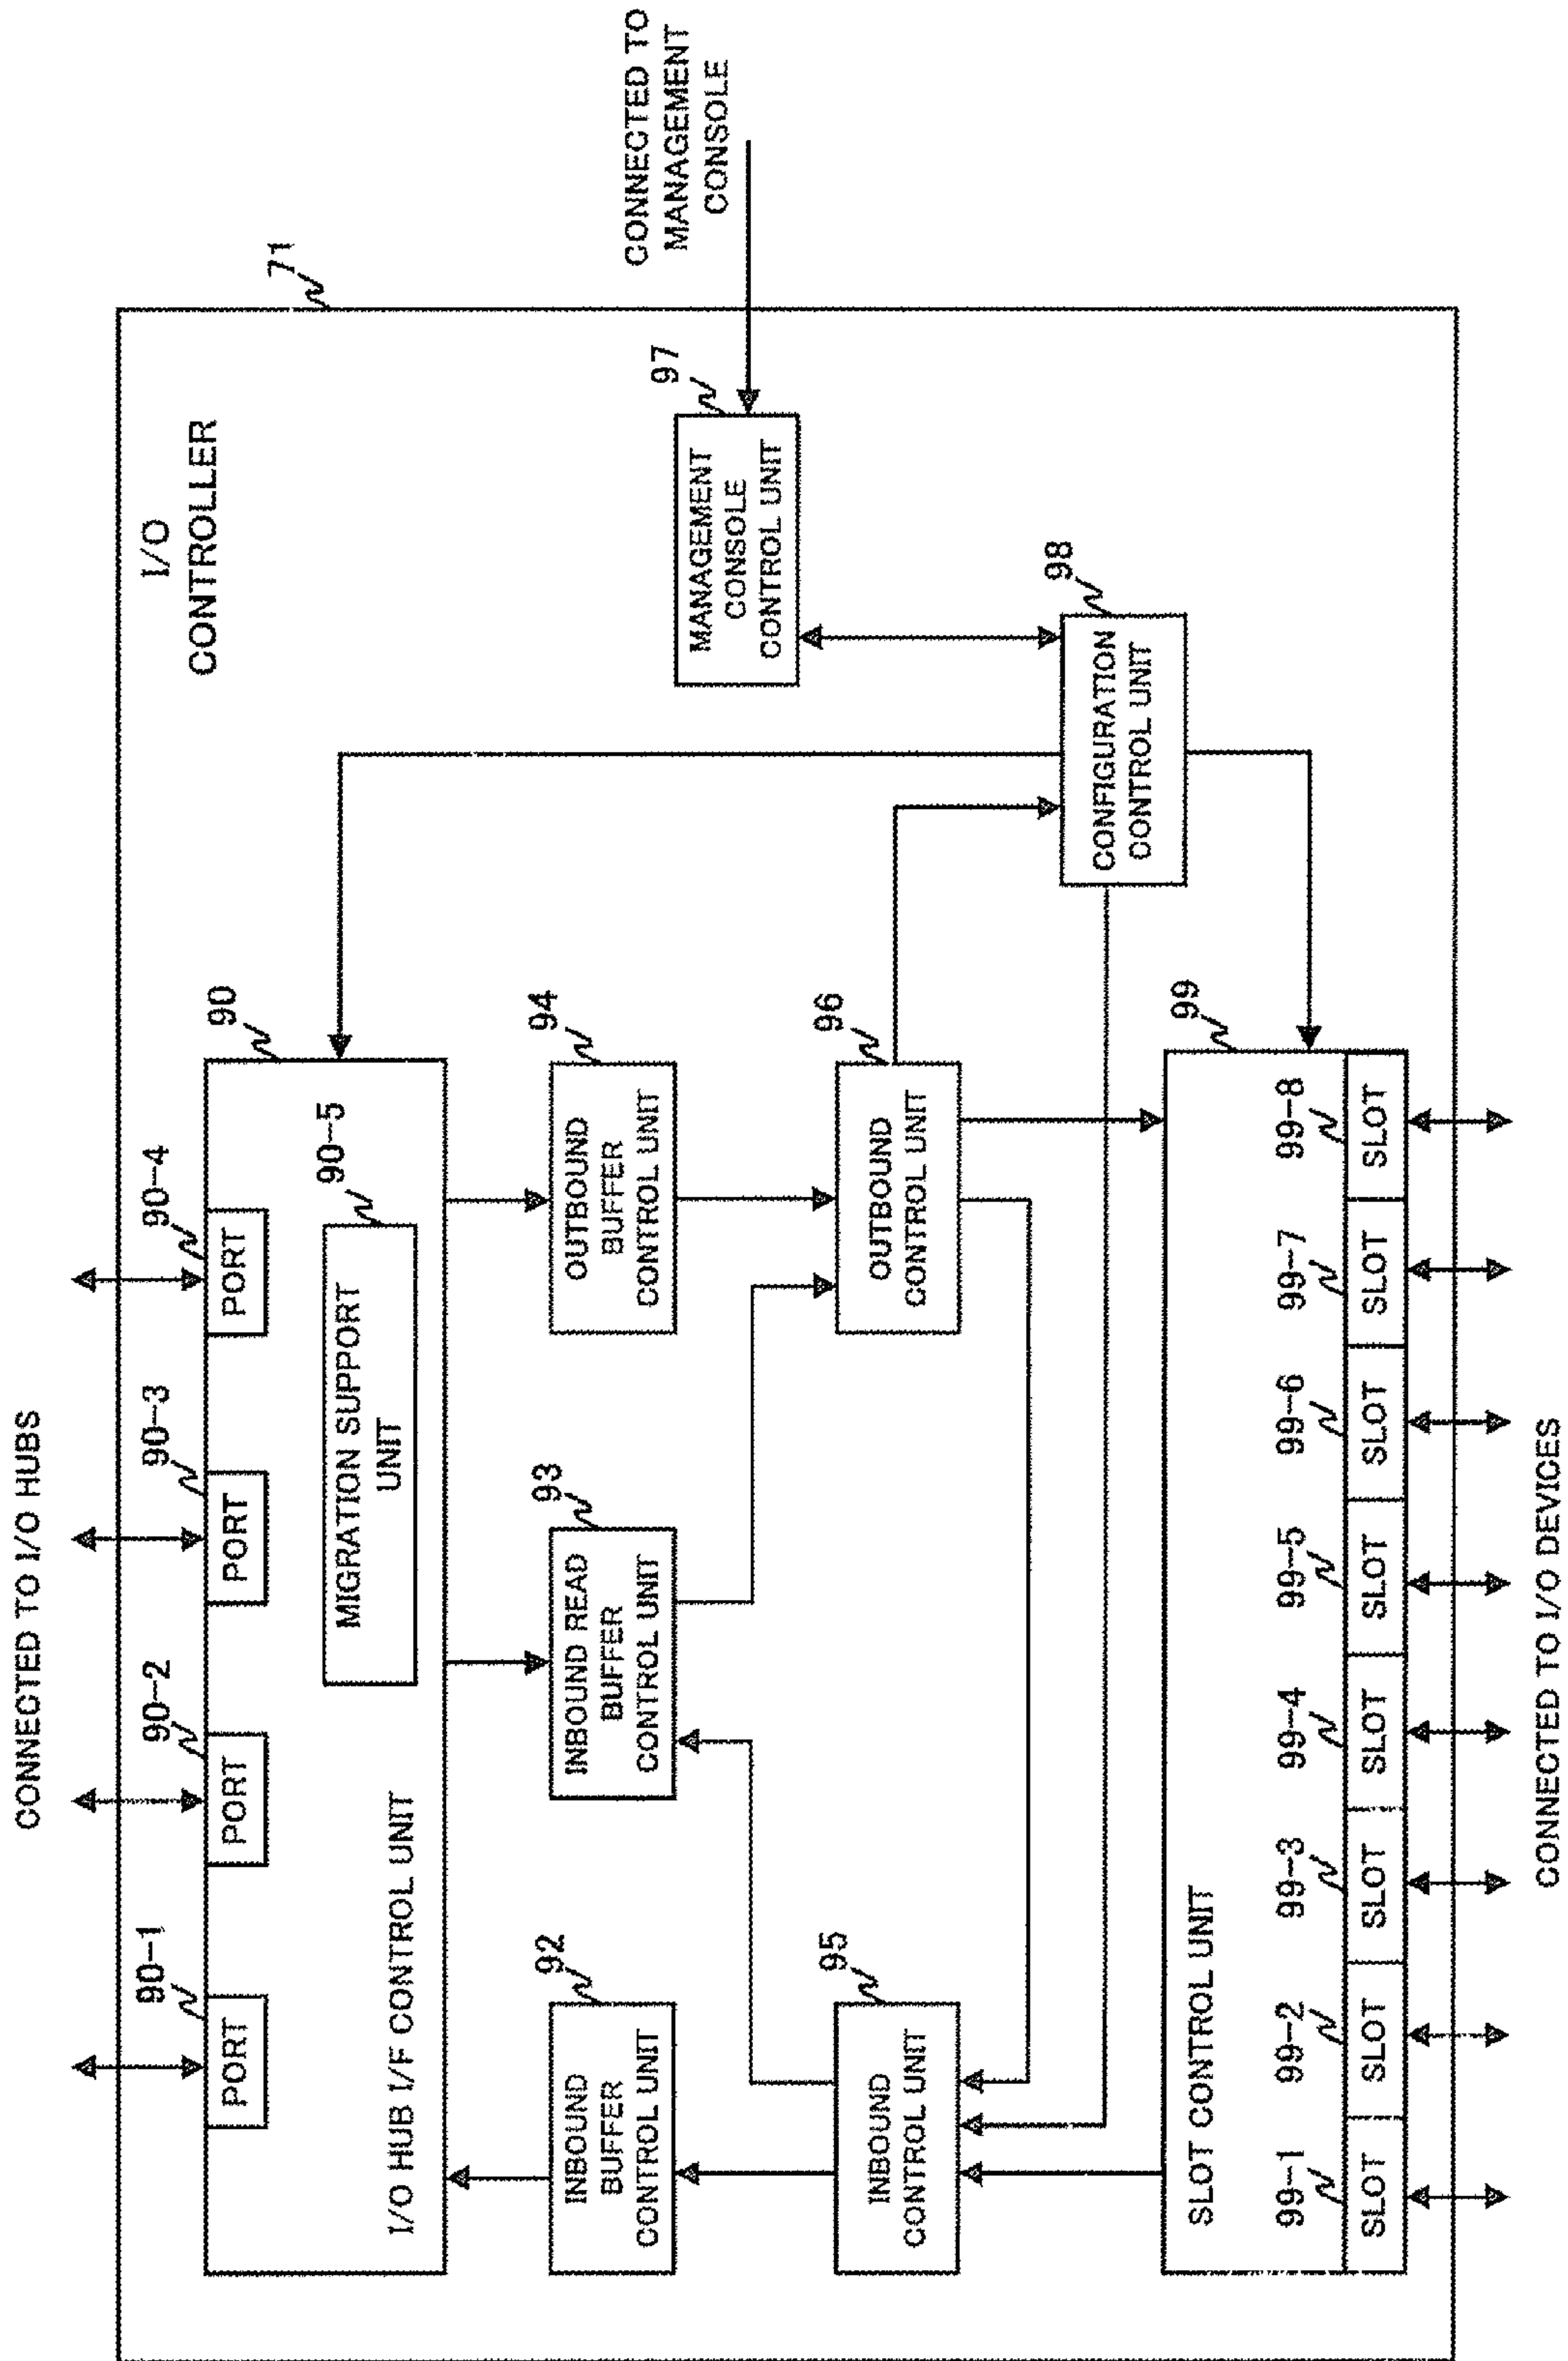 CONNECTED TO I/O HUBS
CONNECTED TO
MANAGEMENT
CONSOLE
71
I/O
CONTROLLER
90-1
90-2
90-3
90-4
90
PORT
PORT
PORT
PORT
90-5
MIGRATION SUPPORT
UNIT
I/O HUB I/F CONTROL UNIT
92
INBOUND
BUFFER
CONTROL UNIT
93
INBOUND READ
BUFFER
CONTROL UNIT
94
OUTBOUND
BUFFER
CONTROL UNIT
97
MANAGEMENT
CONSOLE
CONTROL UNIT
95
INBOUND
CONTROL UNIT
96
OUTBOUND
CONTROL UNIT
98
CONFIGURATION
CONTROL UNIT
99
SLOT CONTROL UNIT
99-1
99-2
99-3
99-4
99-5
99-6
99-7
99-8
SLOT
SLOT
SLOT
SLOT
SLOT
SLOT
SLOT
SLOT
CONNECTED TO I/O DEVICES